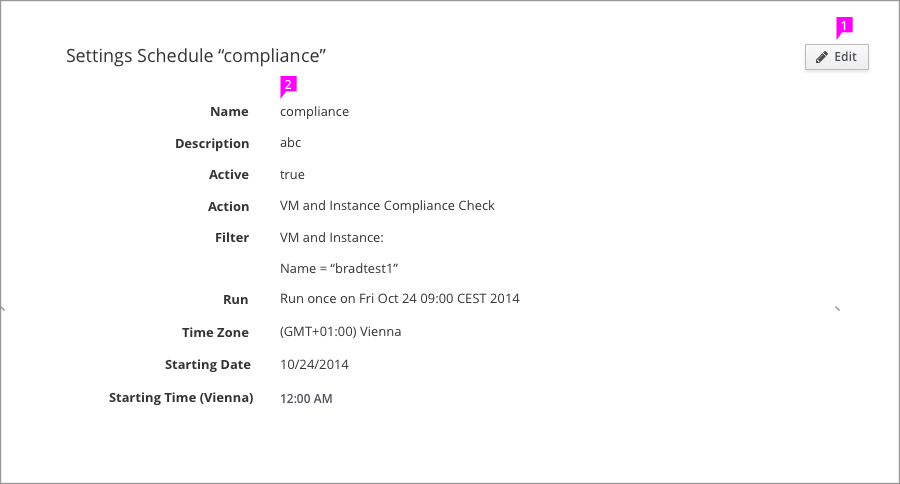 1
Settings Schedule “compliance”
Edit
2
Name compliance
Description abc
Active true
Action VM and Instance Compliance Check
Filter VM and Instance:
Name = “bradtest1”
Run Run once on Fri Oct 24 09:00 CEST 2014
Time Zone (GMT+01:00) Vienna
Starting Date 10/24/2014
Starting Time (Vienna) 12:00 AM